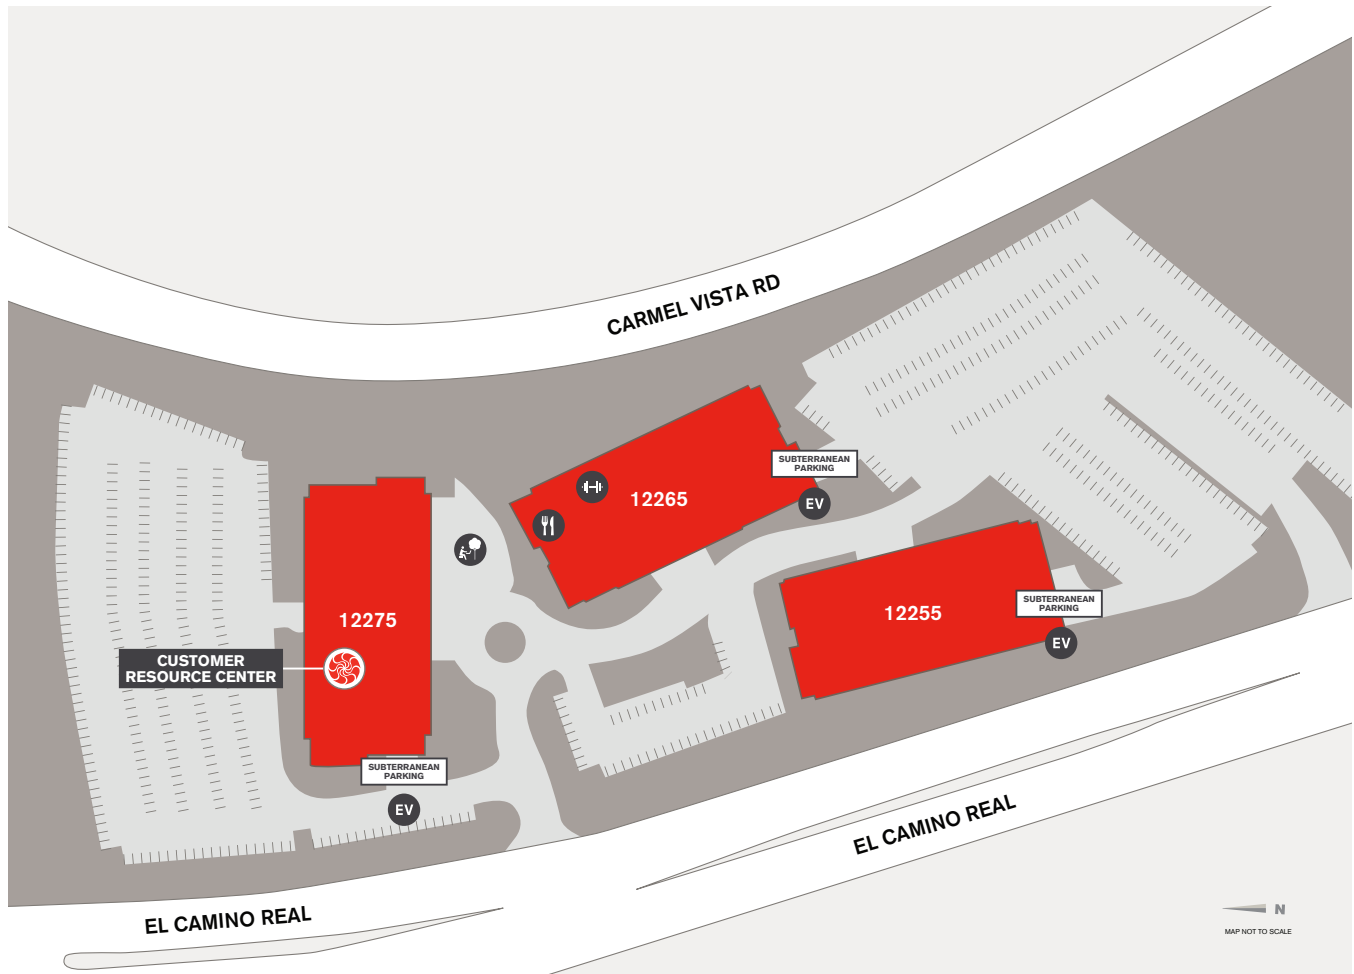 CARMEL VISTA RD
SUBTERRANEAN
PARKING
12265
EV
SUBTERRANEAN
PARKING
12255
12275
EV
CUSTOMER
RESOURCE CENTER
SUBTERRANEAN
PARKING
EV
EL CAMINO REAL
EL CAMINO REAL
N
MAP NOT TO SCALE